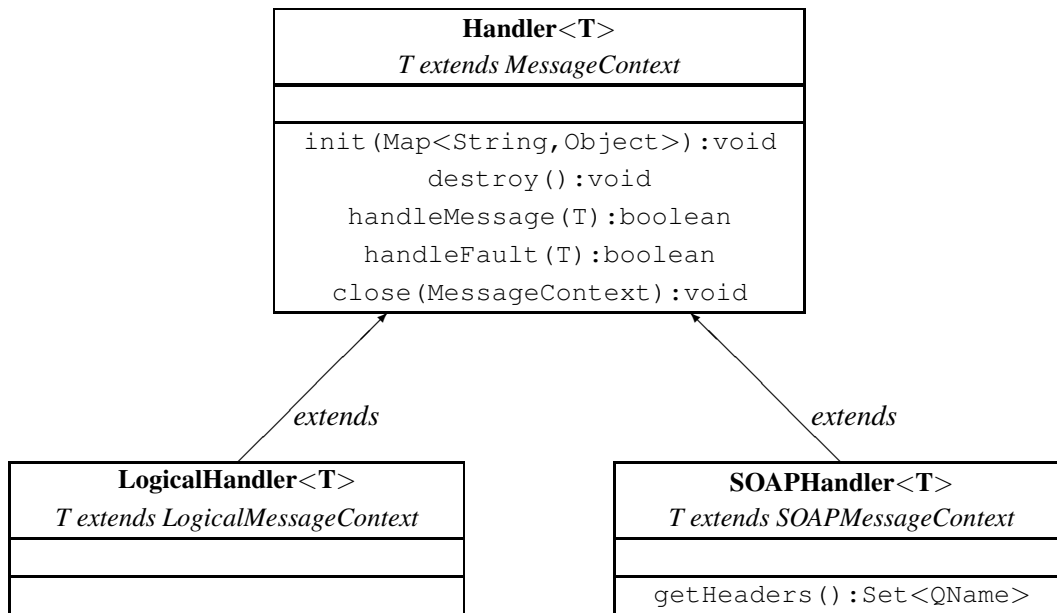 Handler<T>
T extends MessageContext
init(Map<String,Object>):void
destroy():void
handleMessage(T):boolean
handleFault(T):boolean
close(MessageContext):void
extends
extends
LogicalHandler<T>
T extends LogicalMessageContext
SOAPHandler<T>
T extends SOAPMessageContext
getHeaders():Set<QName>